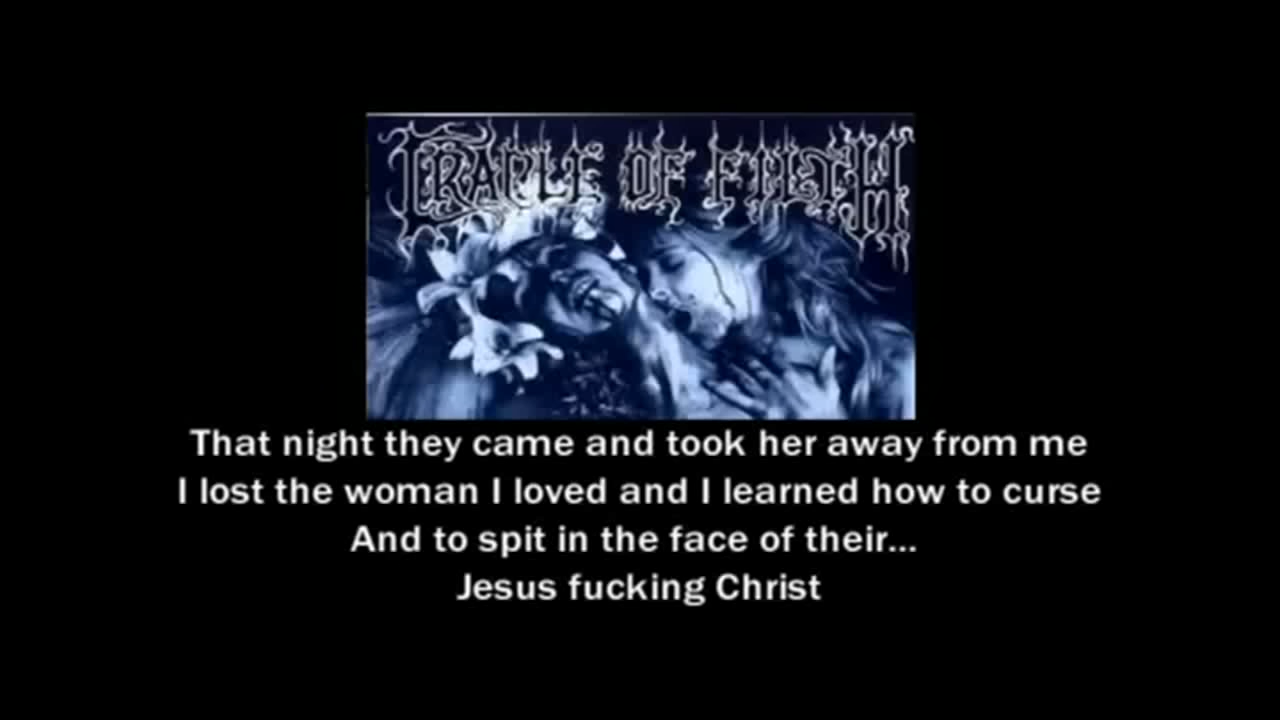 CRADLE OF FILTH
That night they came and took her away from me
I lost the woman I loved and I learned how to curse
And to spit in the face of their...
Jesus fucking Christ